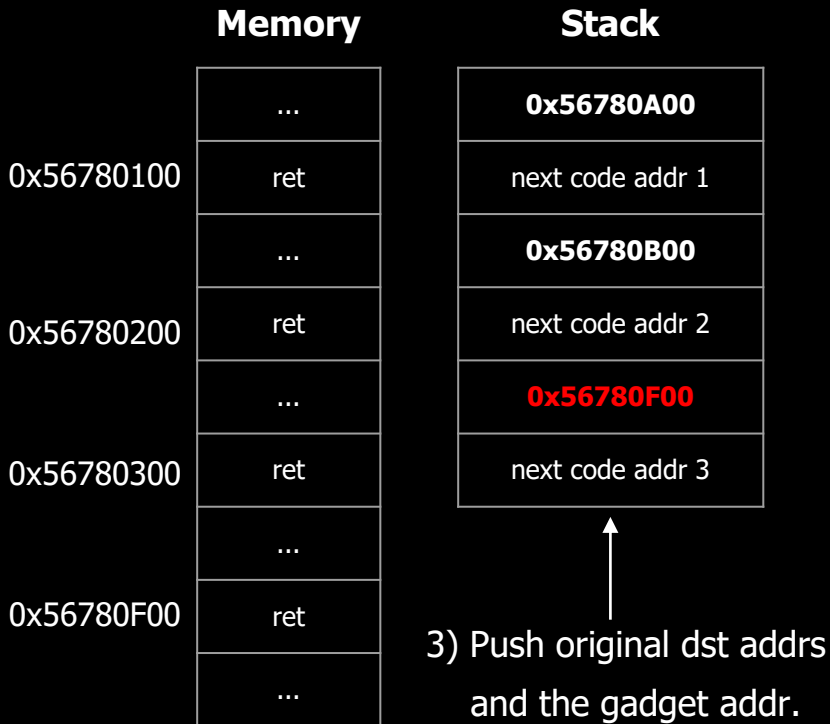 Memory
Stack
...
0x56780A00
0x56780100
ret
next code addr 1
...
0x56780B00
0x56780200
ret
next code addr 2
...
0x56780F00
0x56780300
ret
next code addr 3
...
0x56780F00
ret
3) Push original dst addrs
...
and the gadget addr.